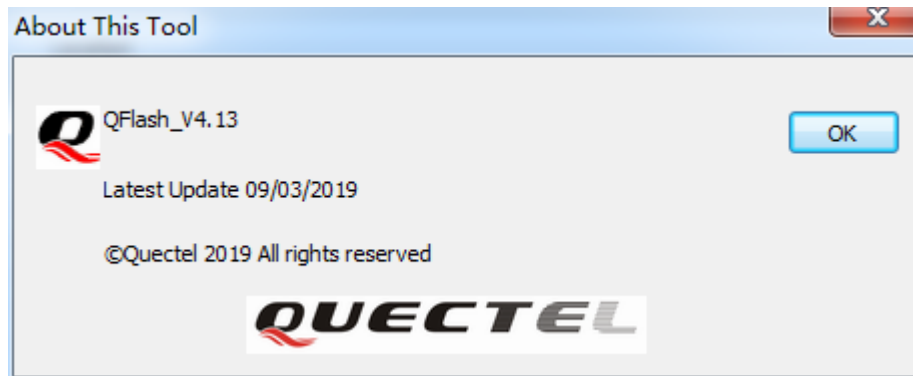 About This Tool
QFlash_V4.13
OK
Latest Update 09/03/2019
©Quectel 2019 All rights reserved
QUECTEL